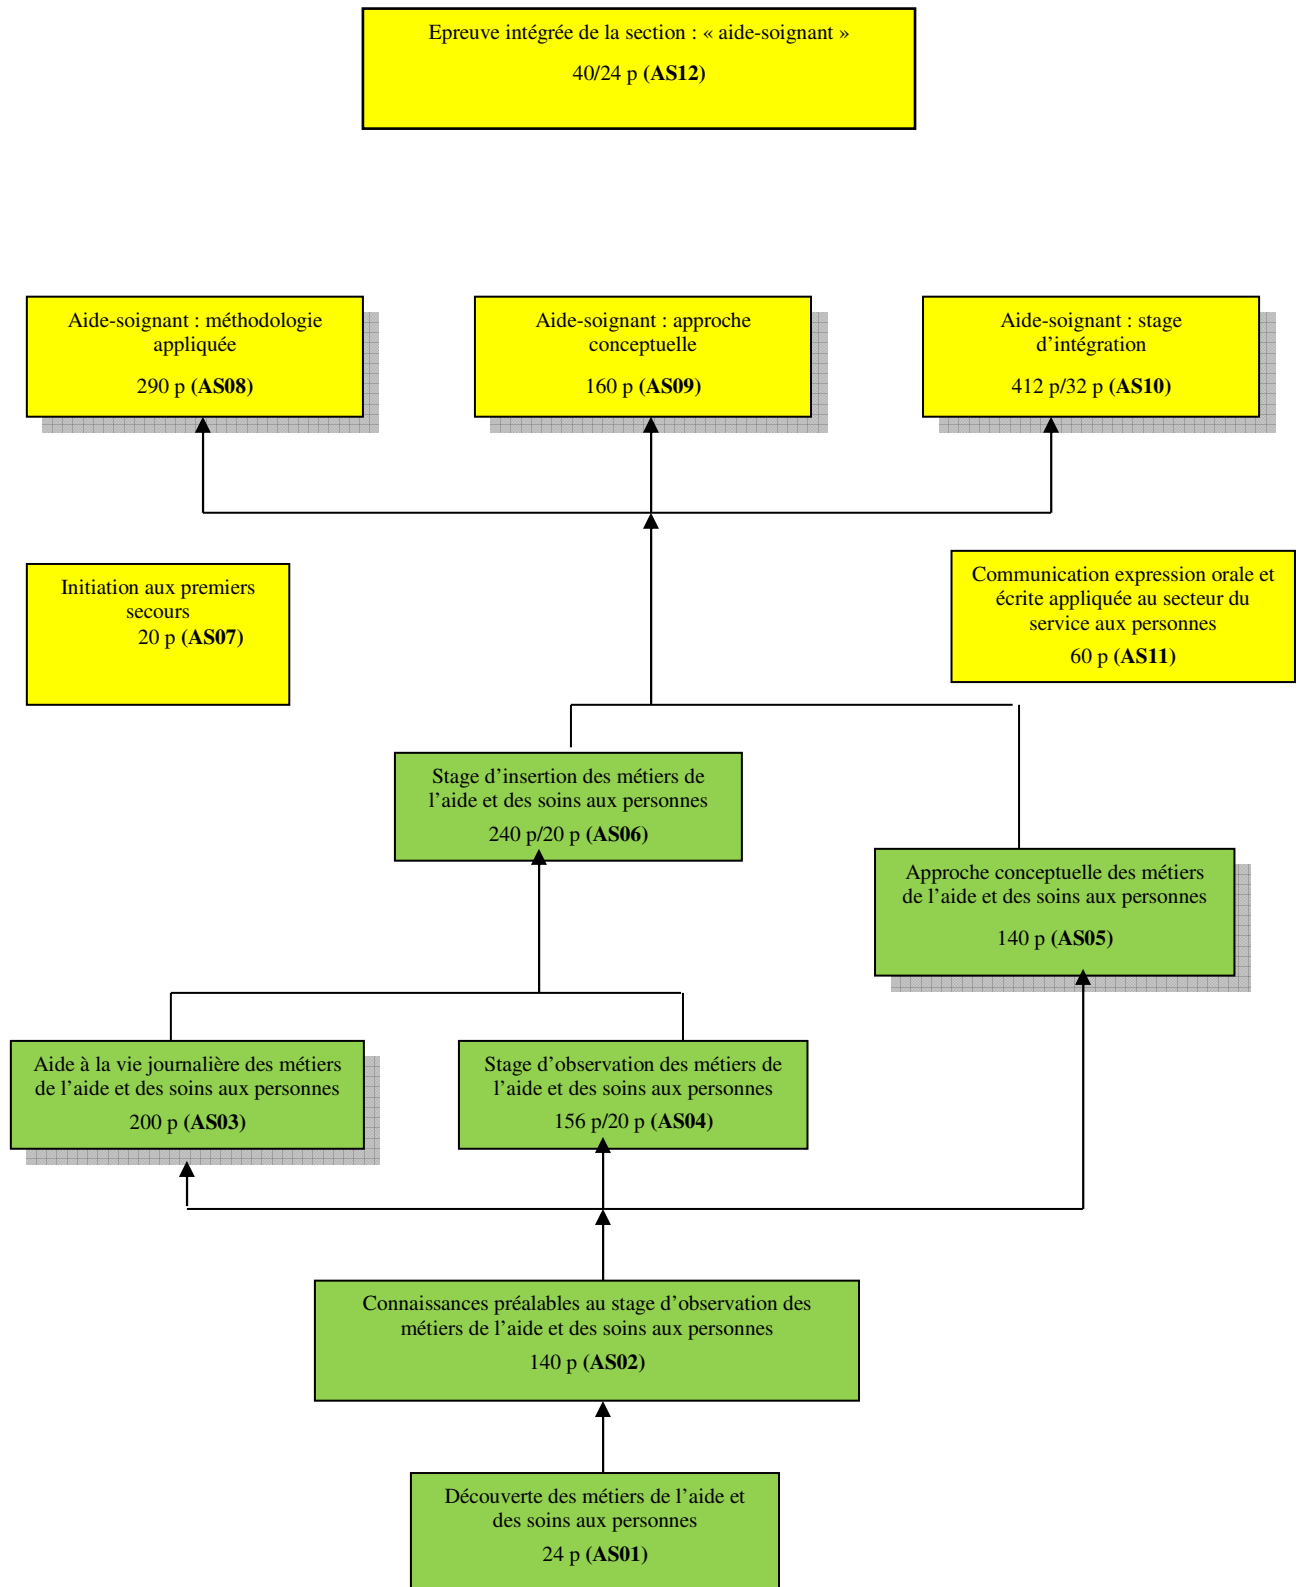 Epreuve intégrée de la section : « aide-soignant »
40/24 p (AS12)
Aide-soignant : méthodologie
appliquée
290 p (AS08)
Aide-soignant : approche
conceptuelle
160 p (AS09)
Aide-soignant : stage
d’intégration
412 p/32 p (AS10)
Initiation aux premiers
secours
20 p (AS07)
Communication expression orale et
écrite appliquée au secteur du
service aux personnes
60 p (AS11)
Stage d’insertion des métiers de
l’aide et des soins aux personnes
240 p/20 p (AS06)
Approche conceptuelle des métiers
de l’aide et des soins aux personnes
140 p (AS05)
Aide à la vie journalière des métiers
de l’aide et des soins aux personnes
200 p (AS03)
Stage d’observation des métiers de
l’aide et des soins aux personnes
156 p/20 p (AS04)
Connaissances préalables au stage d’observation des
métiers de l’aide et des soins aux personnes
140 p (AS02)
Découverte des métiers de l’aide et
des soins aux personnes
24 p (AS01)